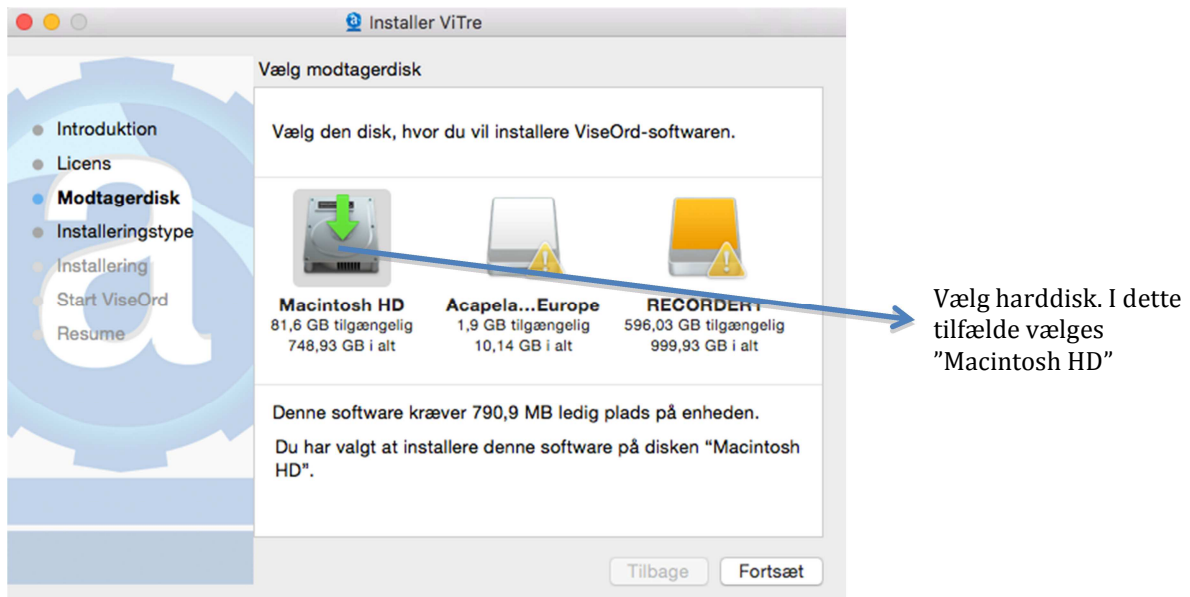 Installer ViTre
Vælg modtagerdisk
Introduktion
Licens
Modtagerdisk
Installeringstype
Installering
Start ViseOrd
Resume
Vælg den disk, hvor du vil installere ViseOrd-softwaren.
Macintosh HD
81,6 GB tilgængelig
748,93 GB i alt
Acapela...Europe
1,9 GB tilgængelig
10,14 GB i alt
RECORDER1
596,03 GB tilgængelig
999,93 GB i alt
Denne software kræver 790,9 MB ledig plads på enheden.
Du har valgt at installere denne software på disken “Macintosh
HD”.
Tilbage
Fortsæt
Vælg harddisk. I dette
tilfælde vælges
”Macintosh HD”